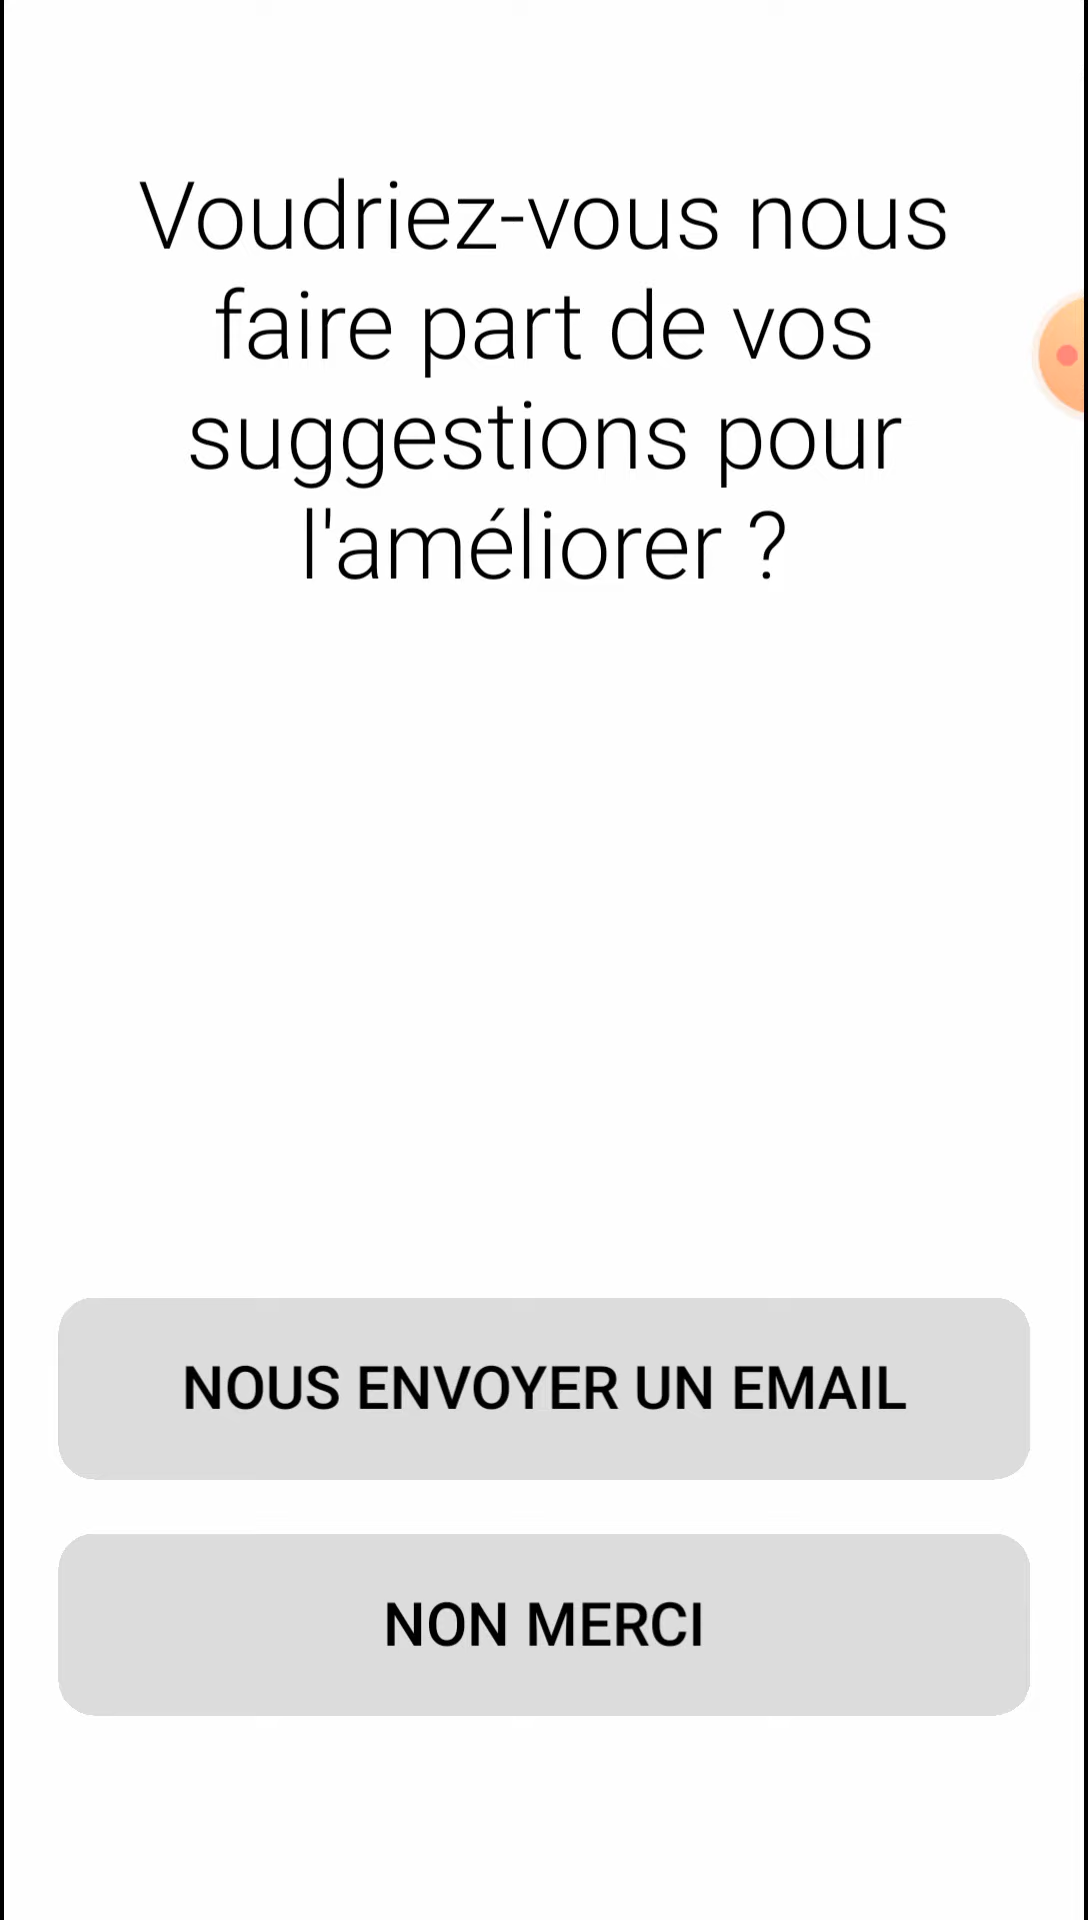 Voudriez-vous nous
faire part de vos
suggestions pour
l'améliorer ?
NOUS ENVOYER UN EMAIL
NON MERCI